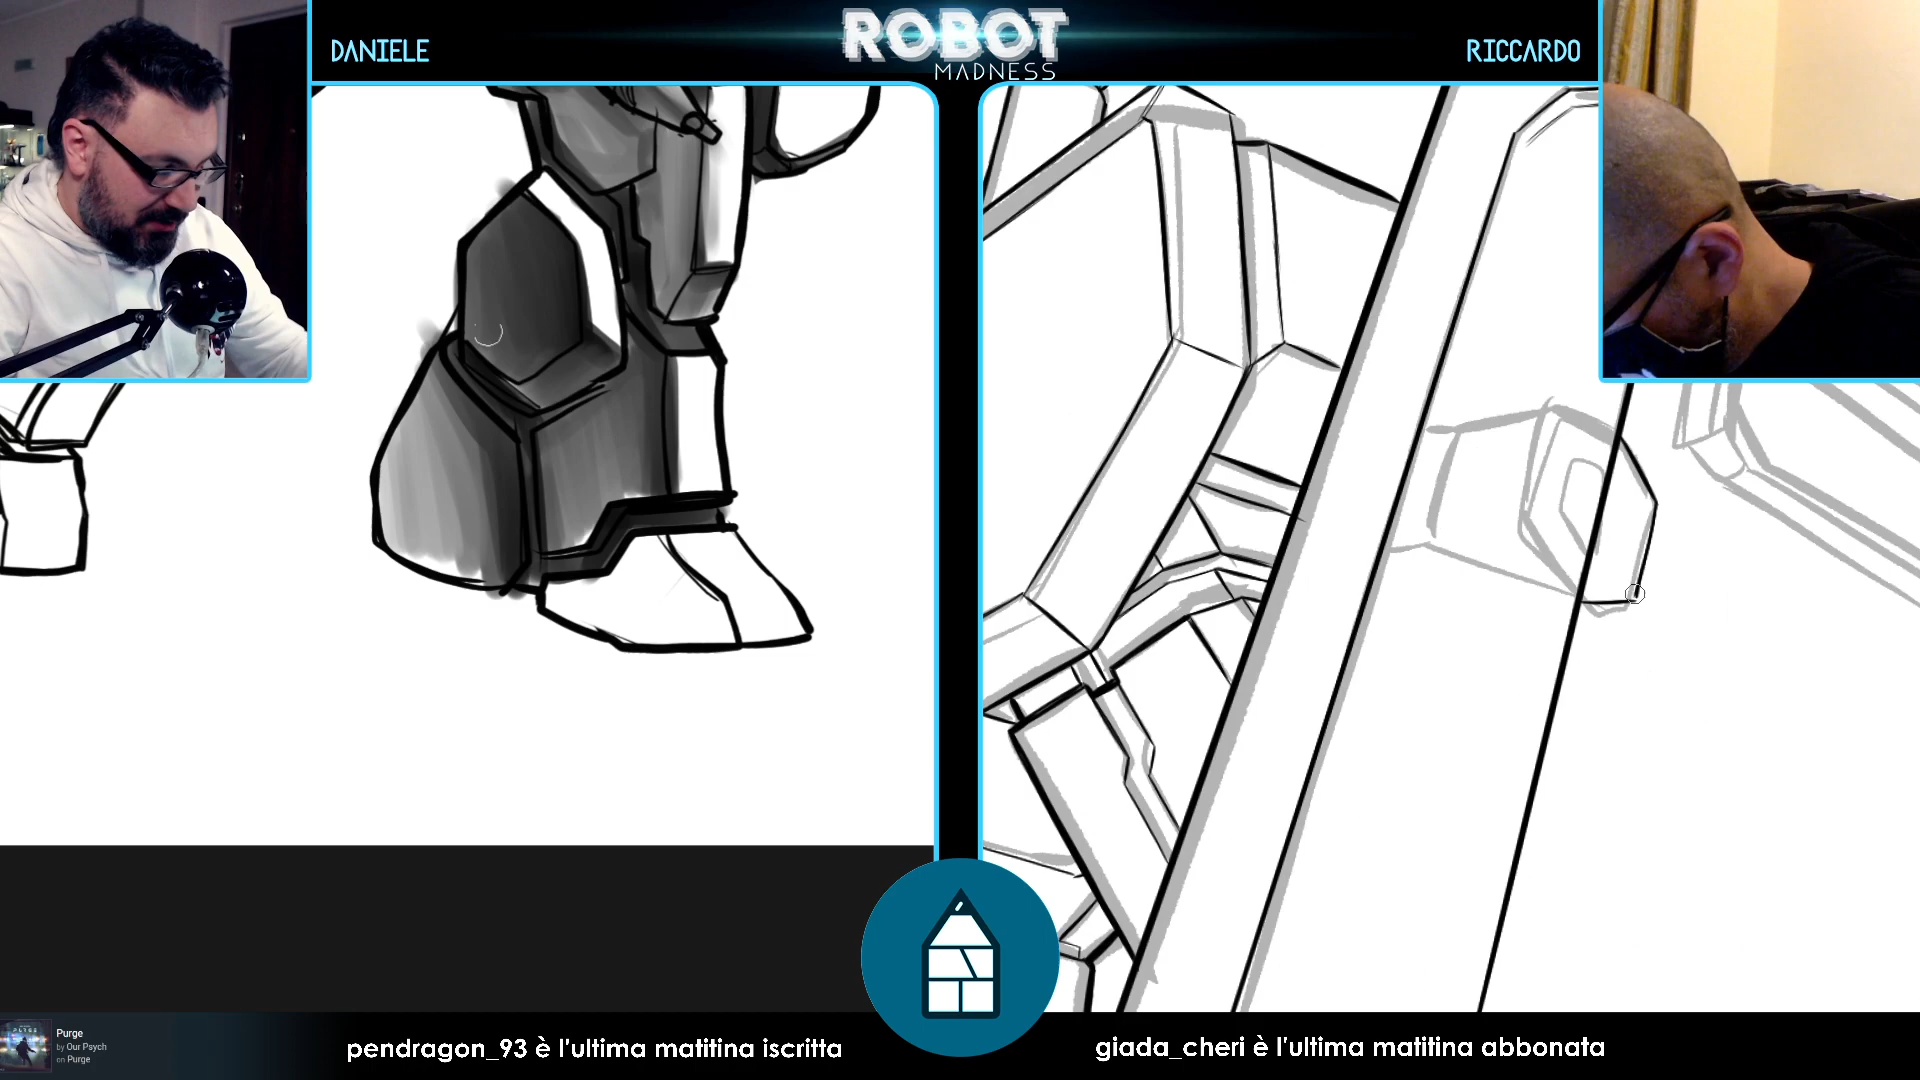 DANIELE
ROBOT
MADNESS
RICCARDO
Purge
by Our Psych
on Purge
pendragon_93 è l'ultima matitina iscritta
giada_cheri è l'ultima matitina abbonata